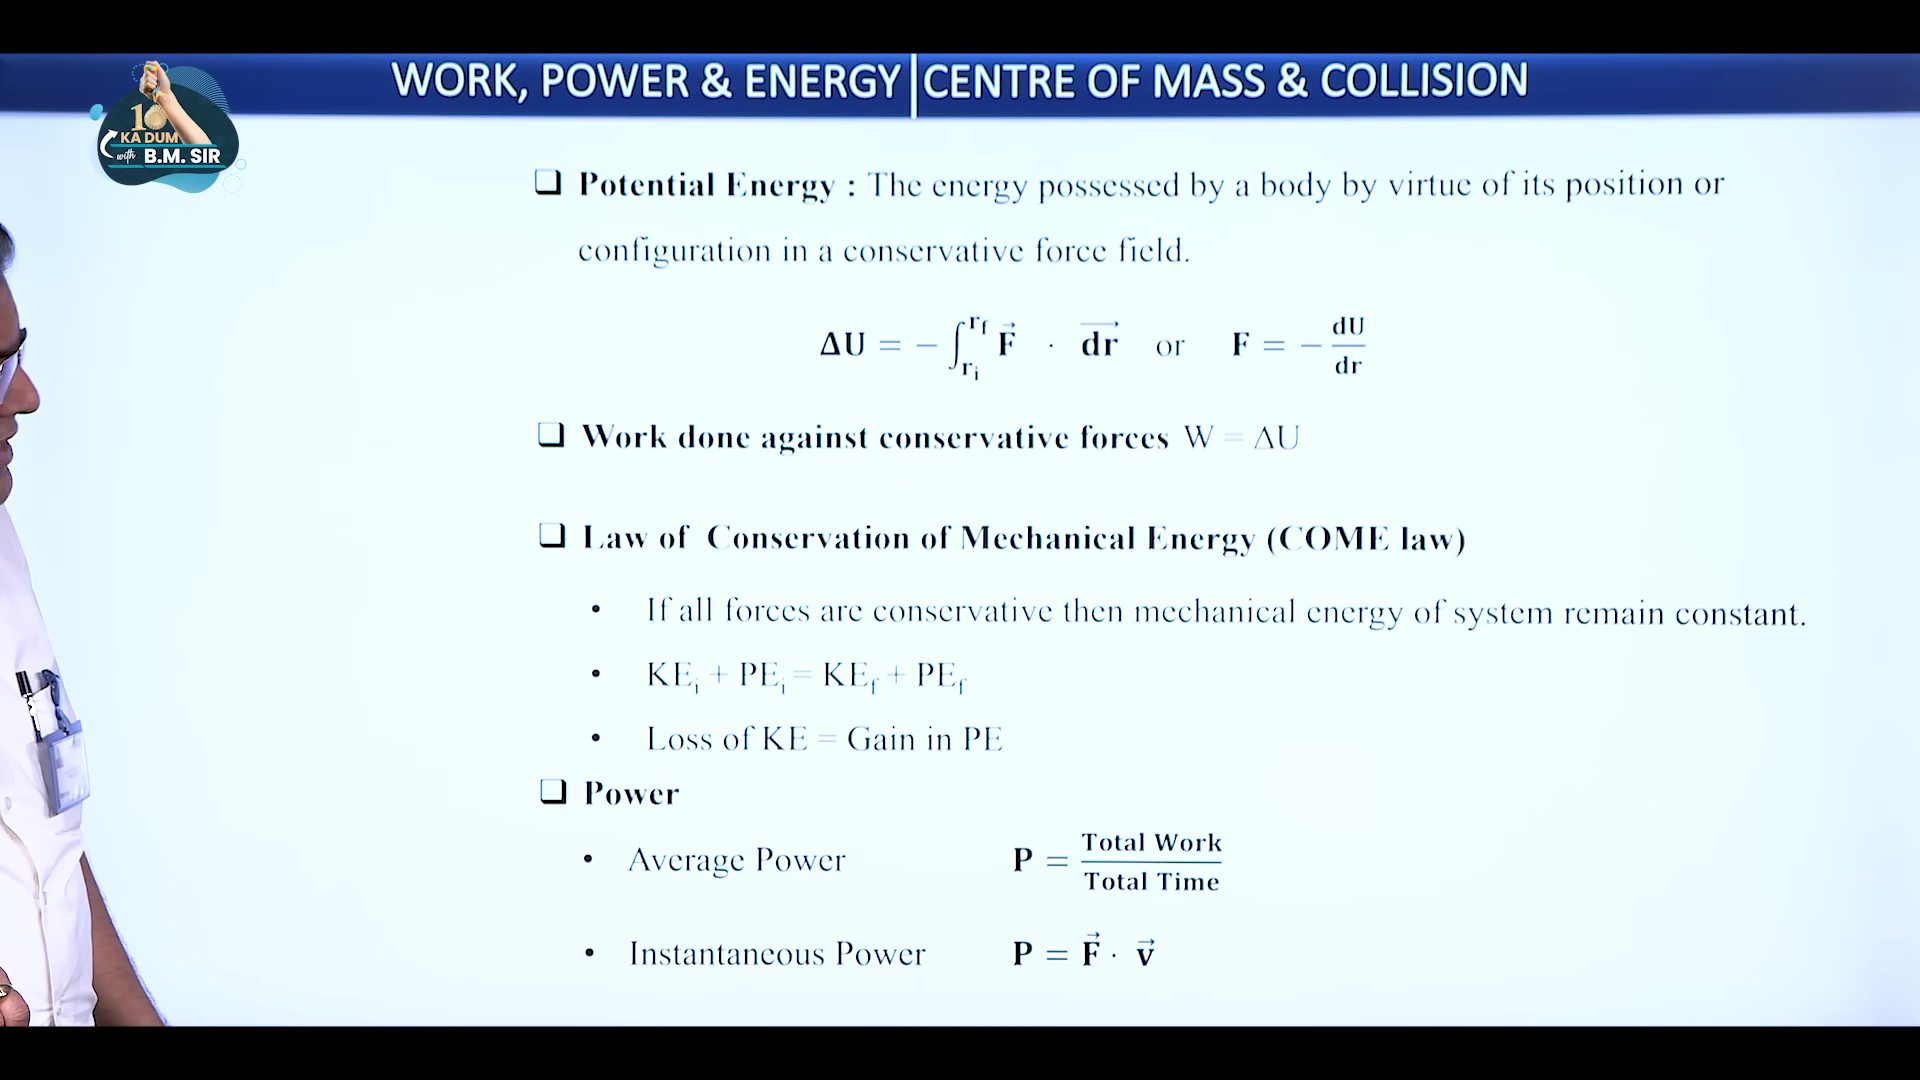 WORK, POWER & ENERGY | CENTRE OF MASS & COLLISION
10
KA DUM
with B.M. SIR
❑ Potential Energy : The energy possessed by a body by virtue of its position or
configuration in a conservative force field.
ΔU = − ∫_{r_i}^{r_f} F⃗ · d⃗r or F = − dU/dr
❑ Work done against conservative forces W = ΔU
❑ Law of Conservation of Mechanical Energy (COME law)
• If all forces are conservative then mechanical energy of system remain constant.
• KE_i + PE_i = KE_f + PE_f
• Loss of KE = Gain in PE
❑ Power
• Average Power P = Total Work / Total Time
• Instantaneous Power P = F⃗ · v⃗